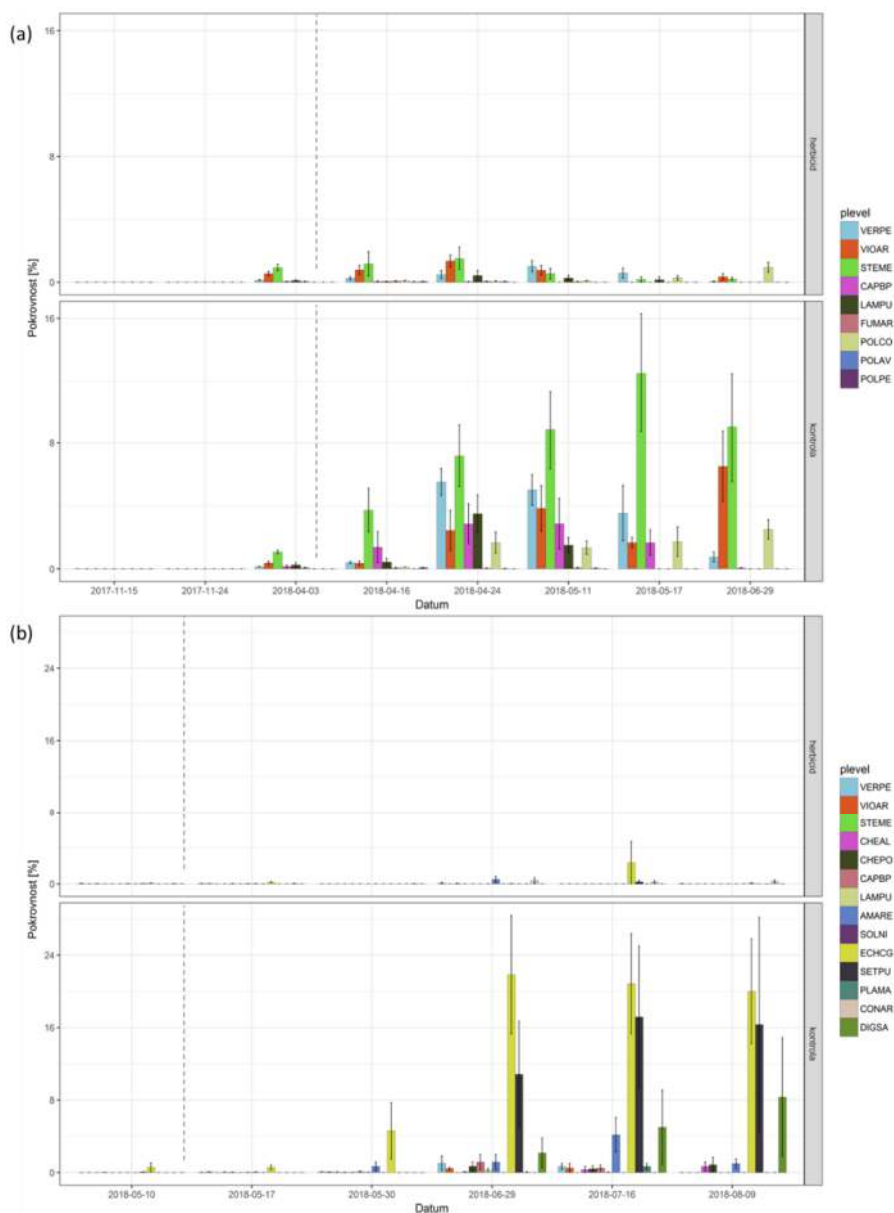 (a)
16
8
0
herbicid
16
8
0
kontrola
Pokrovnost [%]
2017-11-15 2017-11-24 2018-04-03 2018-04-16 2018-04-24 2018-05-11 2018-05-17 2018-06-29
Datum
plevel
VERPE
VIOAR
STEME
CAPBP
LAMPU
FUMAR
POLCO
POLAV
POLPE
(b)
24
16
8
0
herbicid
24
16
8
0
kontrola
Pokrovnost [%]
2018-05-10 2018-05-17 2018-05-30 2018-06-29 2018-07-16 2018-08-09
Datum
plevel
VERPE
VIOAR
STEME
CHEAL
CHEPO
CAPBP
LAMPU
AMARE
SOLNI
ECHCG
SETPU
PLAMA
CONAR
DIGSA